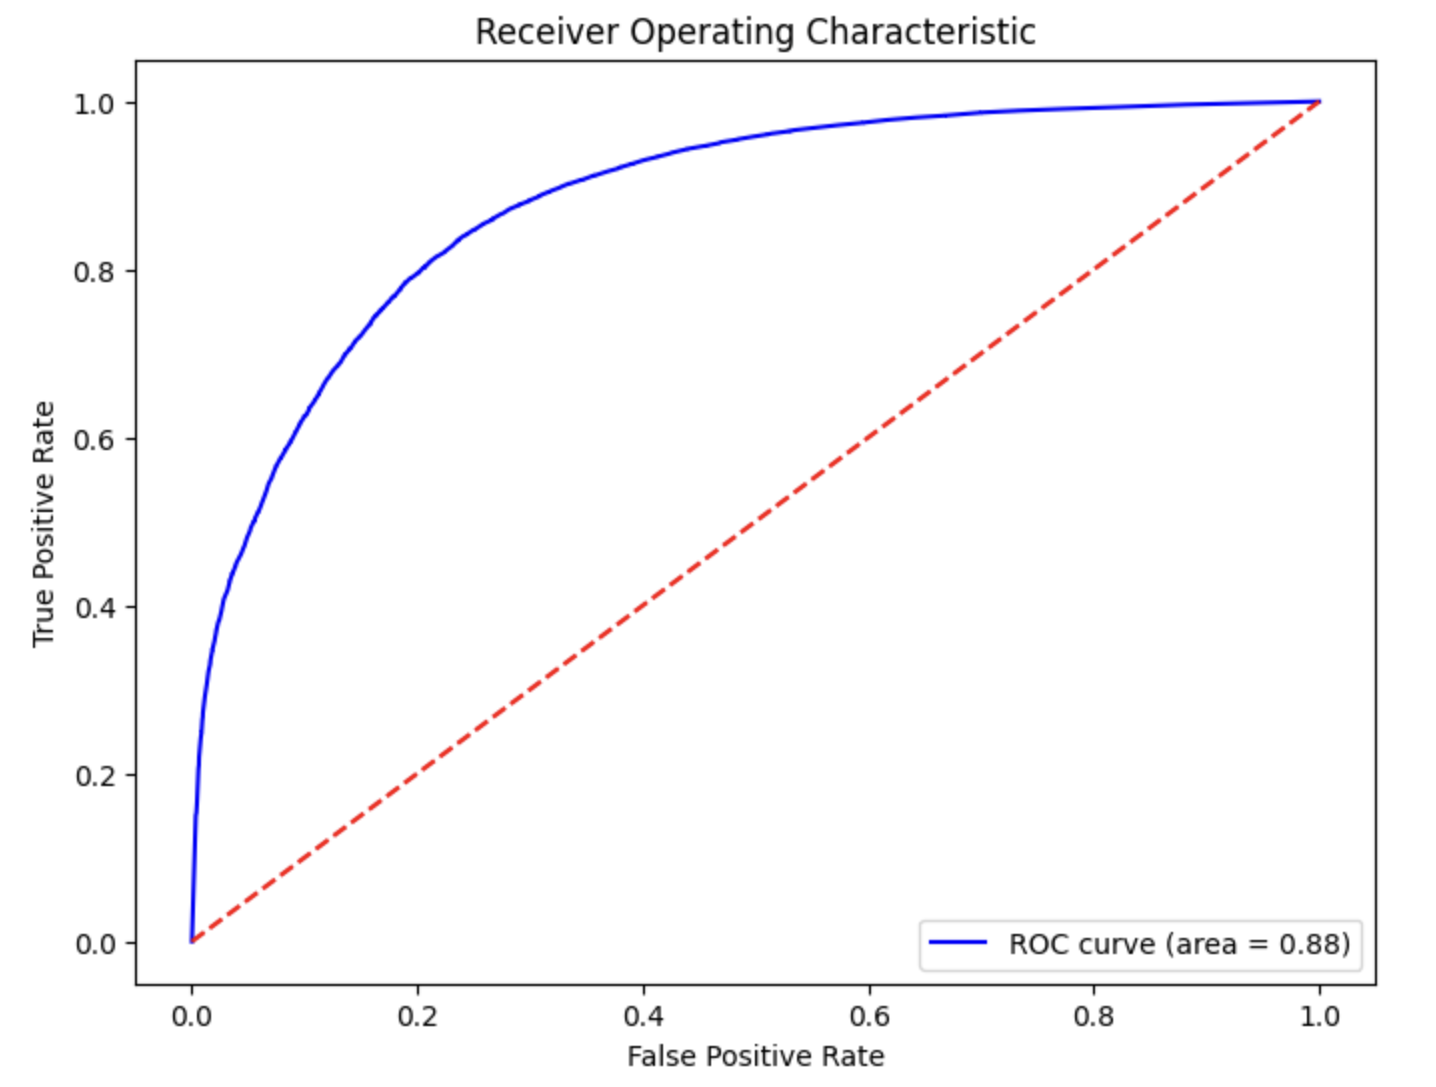 Receiver Operating Characteristic
1.0
0.8
0.6
0.4
0.2
0.0
True Positive Rate
ROC curve (area = 0.88)
0.0 0.2 0.4 0.6 0.8 1.0
False Positive Rate